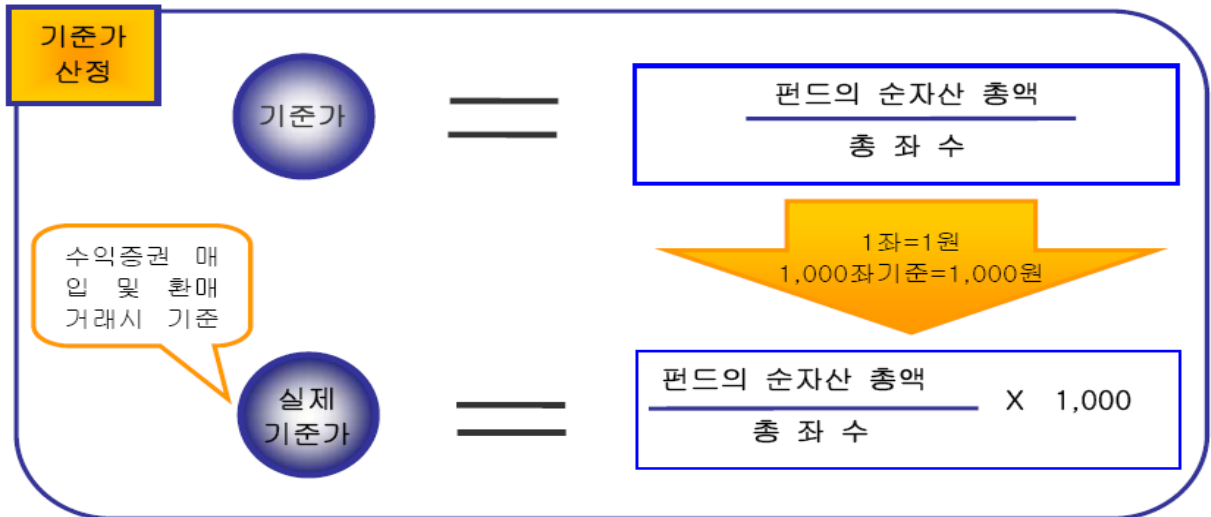 기준가
산정
기준가
펀드의 순자산 총액
총 좌 수
1좌=1원
1,000좌기준=1,000원
수익증권 매
입 및 환매
거래시 기준
실제
기준가
펀드의 순자산 총액
X 1,000
총 좌 수